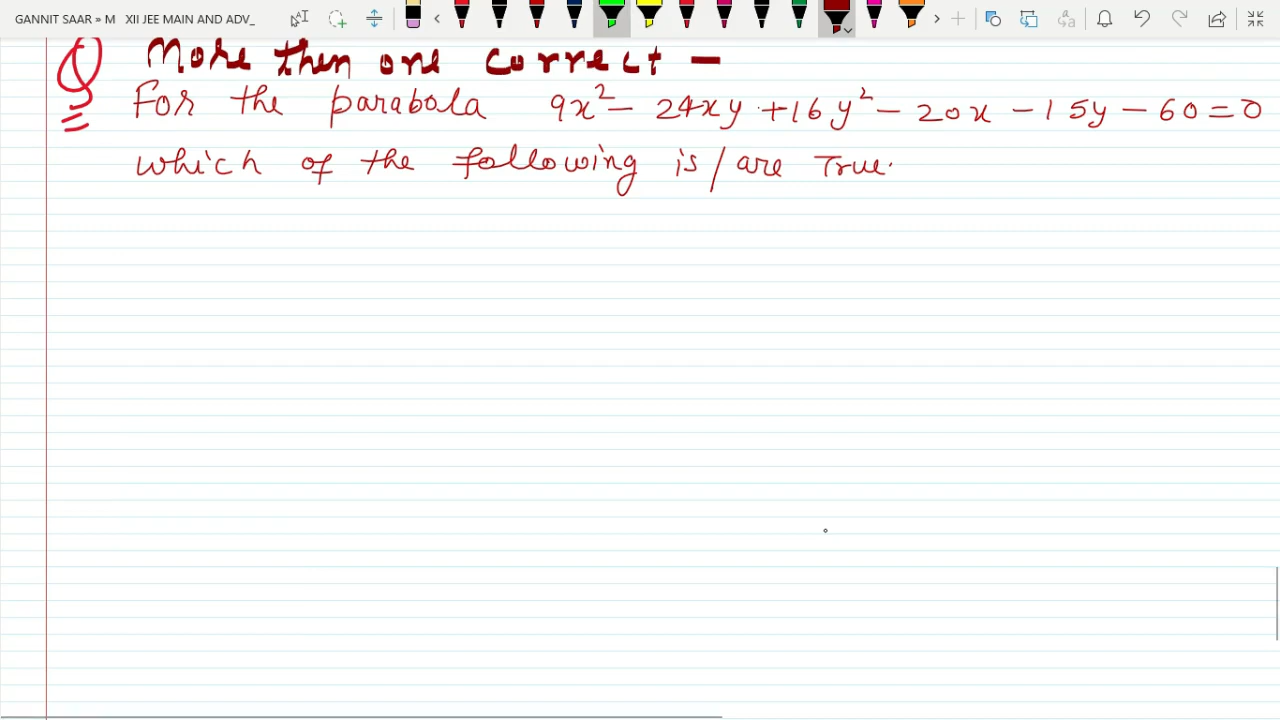 GANNIT SAAR » M XII JEE MAIN AND ADV_
Q More then one correct -
For the parabola 9x² - 24xy + 16y² - 20x - 15y - 60 = 0
which of the following is/are True.